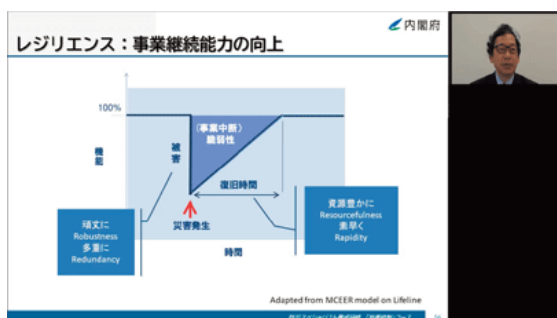 内閣府
レジリエンス：事業継続能力の向上
100%
機能
被害
（事業中断）
脆弱性
復旧時間
災害発生
頑丈に
Robustness
多重に
Redundancy
資源豊かに
Resourcefulness
素早く
Rapidity
時間
Adapted from MCEER model on Lifeline